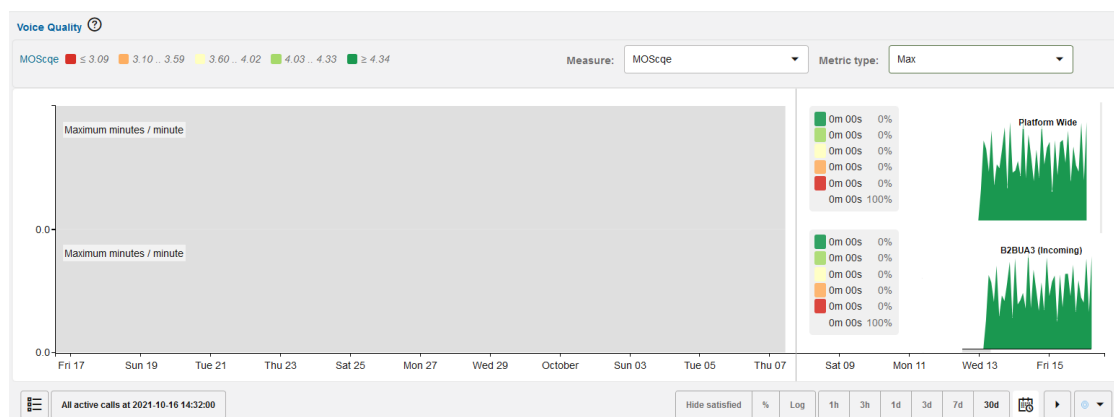 Voice Quality ?
MOScqe ≤ 3.09 3.10 .. 3.59 3.60 .. 4.02 4.03 .. 4.33 ≥ 4.34 Measure: MOScqe Metric type: Max
Maximum minutes / minute
0m 00s 0%
0m 00s 0%
0m 00s 0%
0m 00s 0%
0m 00s 0%
0m 00s 100%
Platform Wide
0.0
Maximum minutes / minute
0m 00s 0%
0m 00s 0%
0m 00s 0%
0m 00s 0%
0m 00s 0%
0m 00s 100%
B2BUA3 (Incoming)
0.0
Fri 17 Sun 19 Tue 21 Thu 23 Sat 25 Mon 27 Wed 29 October Sun 03 Tue 05 Thu 07 Sat 09 Mon 11 Wed 13 Fri 15
All active calls at 2021-10-16 14:32:00 Hide satisfied % Log 1h 3h 1d 3d 7d 30d